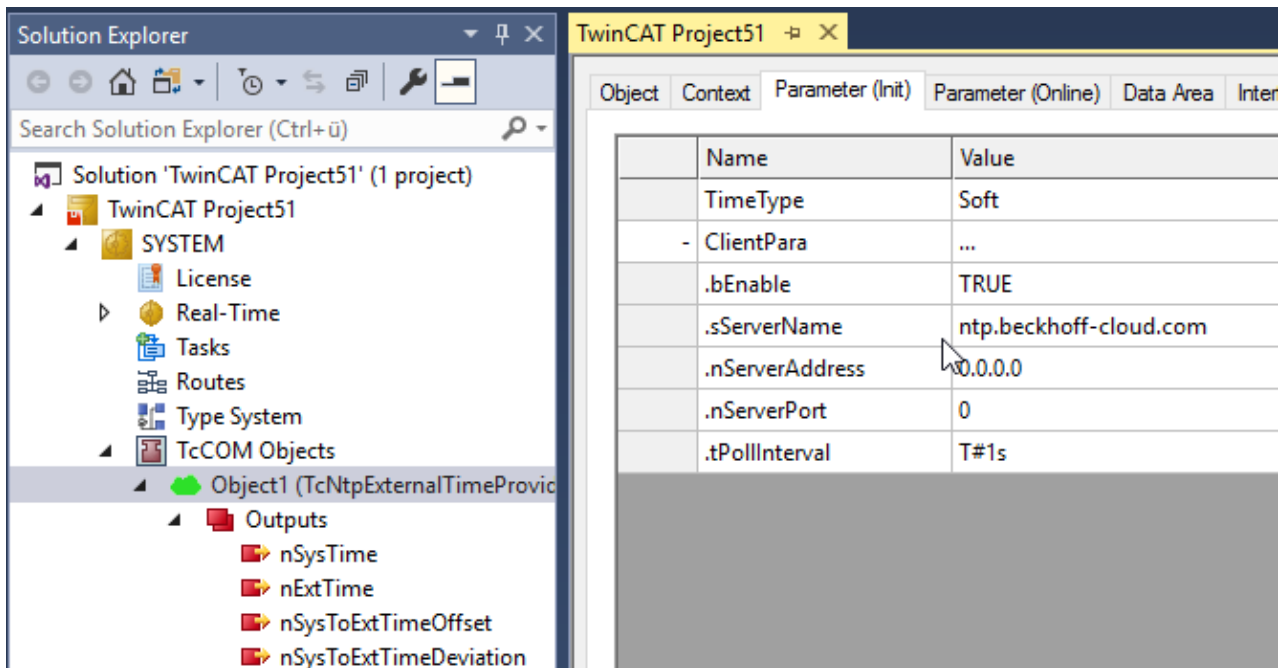 Solution Explorer
Search Solution Explorer (Ctrl+ü)
Solution 'TwinCAT Project51' (1 project)
TwinCAT Project51
SYSTEM
License
Real-Time
Tasks
Routes
Type System
TcCOM Objects
Object1 (TcNtpExternalTimeProvid
Outputs
nSysTime
nExtTime
nSysToExtTimeOffset
nSysToExtTimeDeviation
TwinCAT Project51
Object Context Parameter (Init) Parameter (Online) Data Area Inter
Name Value
TimeType Soft
- ClientPara ...
.bEnable TRUE
.sServerName ntp.beckhoff-cloud.com
.nServerAddress 0.0.0.0
.nServerPort 0
.tPollInterval T#1s